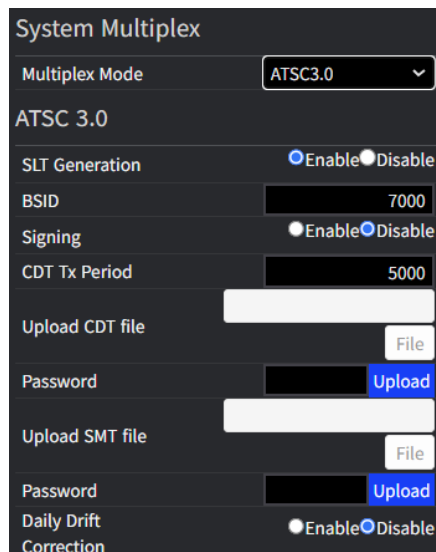 System Multiplex
Multiplex Mode ATSC3.0
ATSC 3.0
SLT Generation Enable Disable
BSID 7000
Signing Enable Disable
CDT Tx Period 5000
Upload CDT file
File
Password Upload
Upload SMT file
File
Password Upload
Daily Drift
Correction Enable Disable